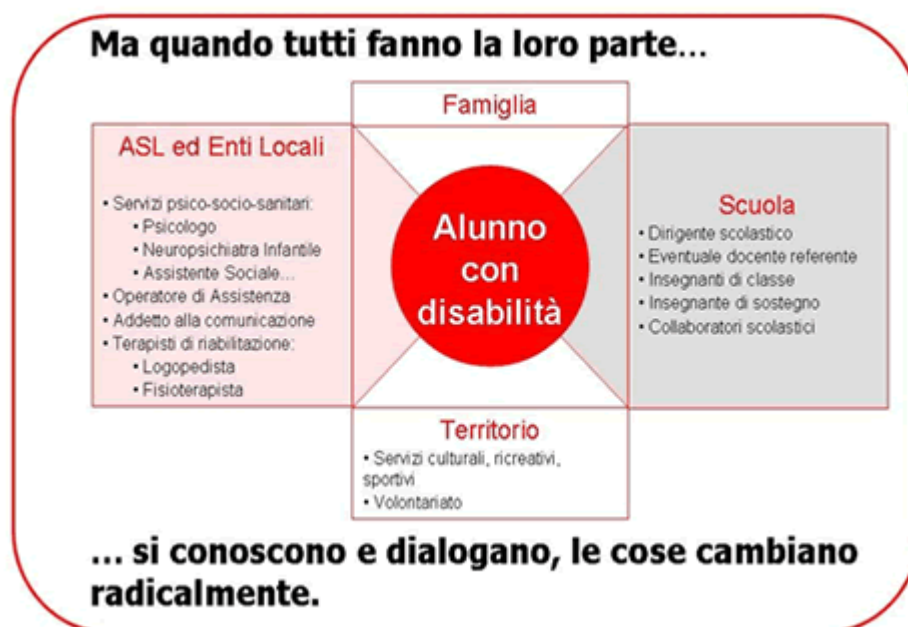 Ma quando tutti fanno la loro parte...
Famiglia
ASL ed Enti Locali
• Servizi psico-socio-sanitari:
• Psicologo
• Neuropsichiatra Infantile
• Assistente Sociale...
• Operatore di Assistenza
• Addetto alla comunicazione
• Terapisti di riabilitazione:
• Logopedista
• Fisioterapista
Alunno
con
disabilità
Scuola
• Dirigente scolastico
• Eventuale docente referente
• Insegnanti di classe
• Insegnante di sostegno
• Collaboratori scolastici
Territorio
• Servizi culturali, ricreativi,
sportivi
• Volontariato
... si conoscono e dialogano, le cose cambiano
radicalmente.